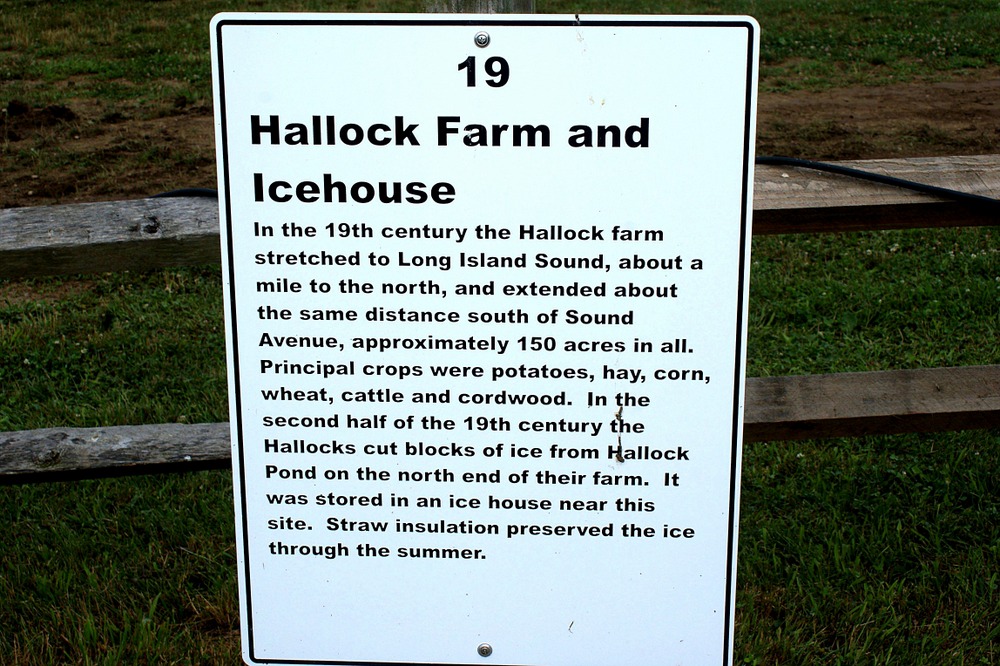 19
Hallock Farm and
Icehouse
In the 19th century the Hallock farm
stretched to Long Island Sound, about a
mile to the north, and extended about
the same distance south of Sound
Avenue, approximately 150 acres in all.
Principal crops were potatoes, hay, corn,
wheat, cattle and cordwood.  In the
second half of the 19th century the
Hallocks cut blocks of ice from Hallock
Pond on the north end of their farm.  It
was stored in an ice house near this
site.  Straw insulation preserved the ice
through the summer.